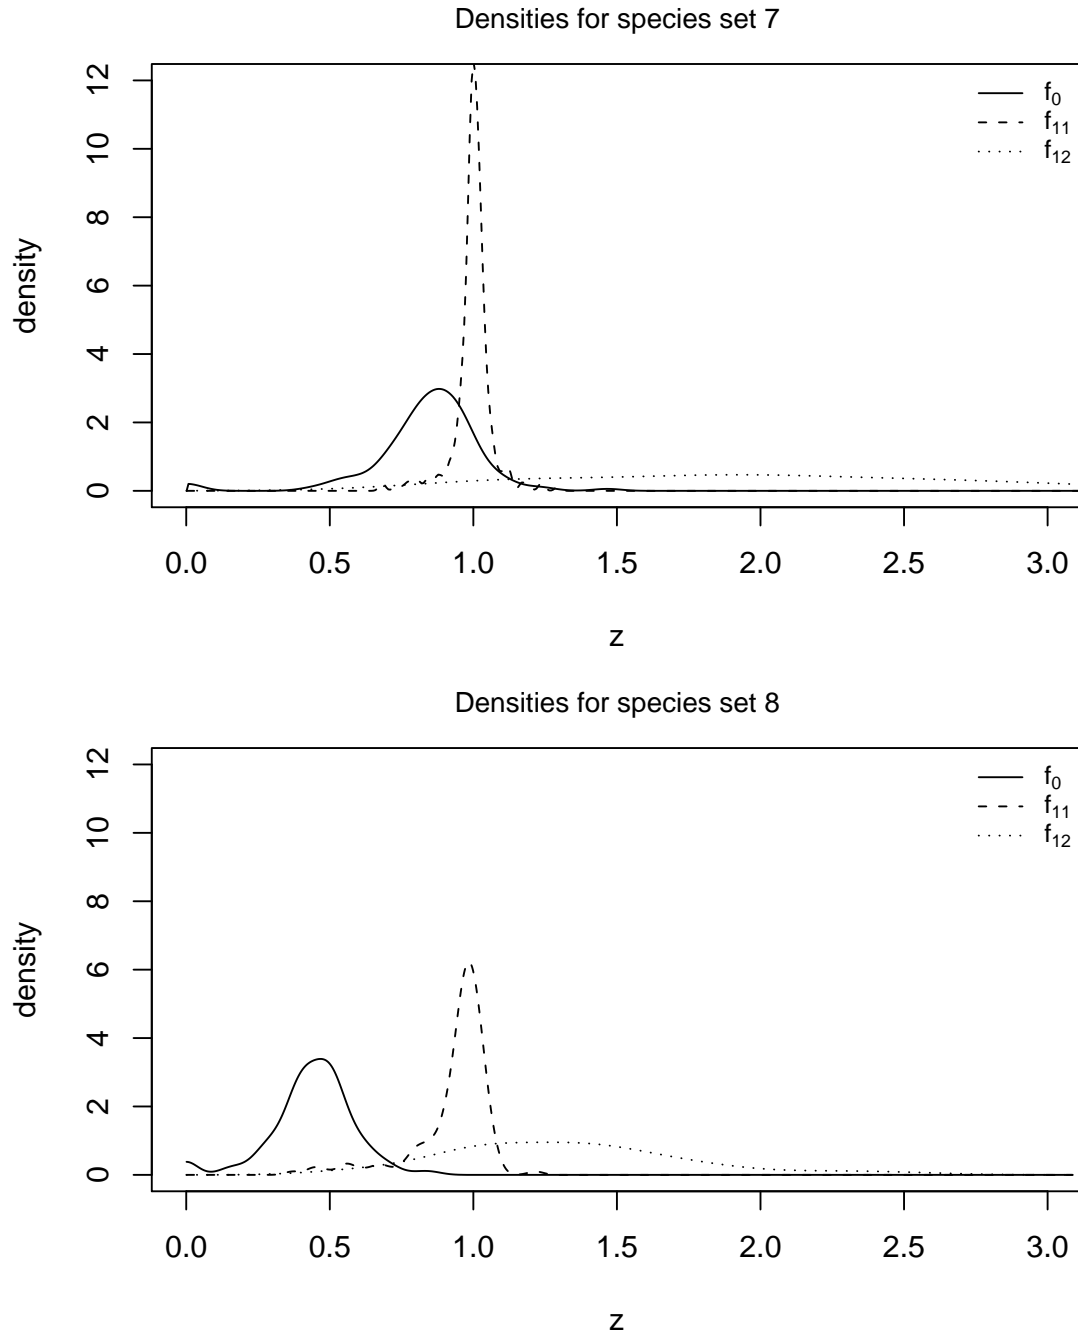 Densities for species set 7
12
10
8
6
4
2
0
density
f0
f11
f12
0.0 0.5 1.0 1.5 2.0 2.5 3.0
z
Densities for species set 8
12
10
8
6
4
2
0
density
f0
f11
f12
0.0 0.5 1.0 1.5 2.0 2.5 3.0
z